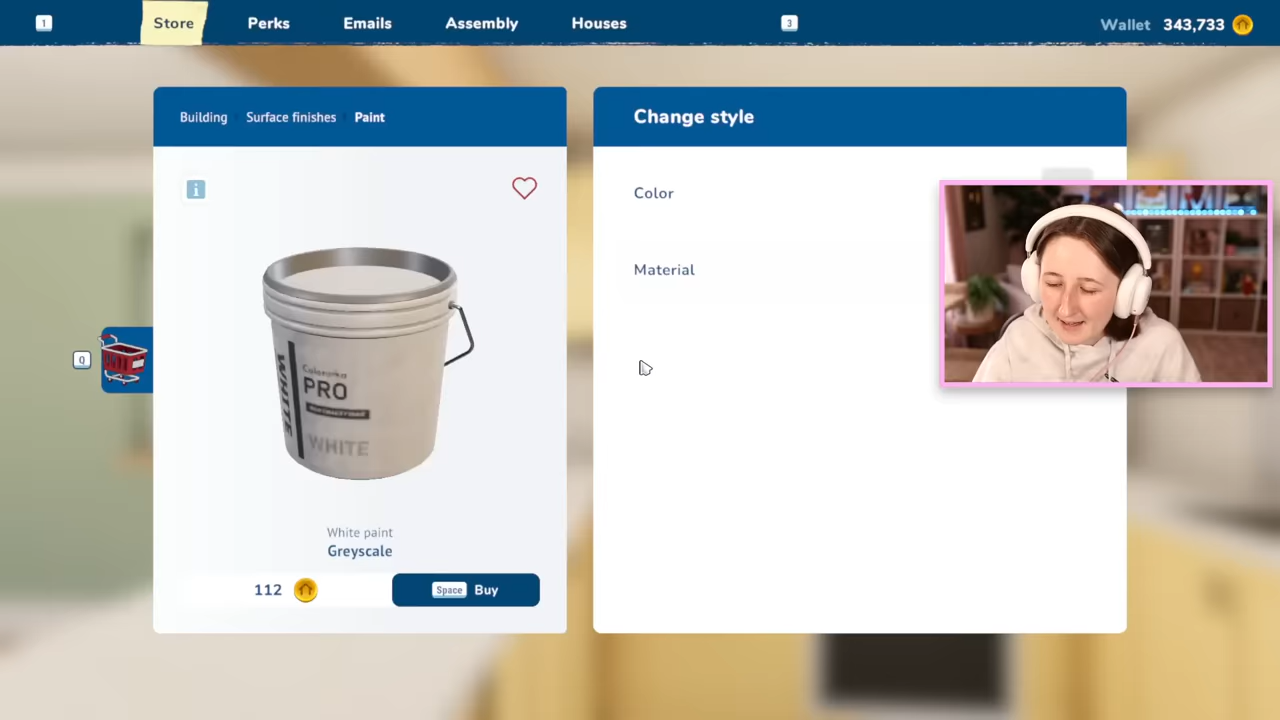 1
Store
Perks
Emails
Assembly
Houses
3
Wallet 343,733
Building Surface finishes Paint
Change style
i
Color
Material
Q
WHITE
Coloromka
PRO
WHITE
White paint
Greyscale
112
Space Buy